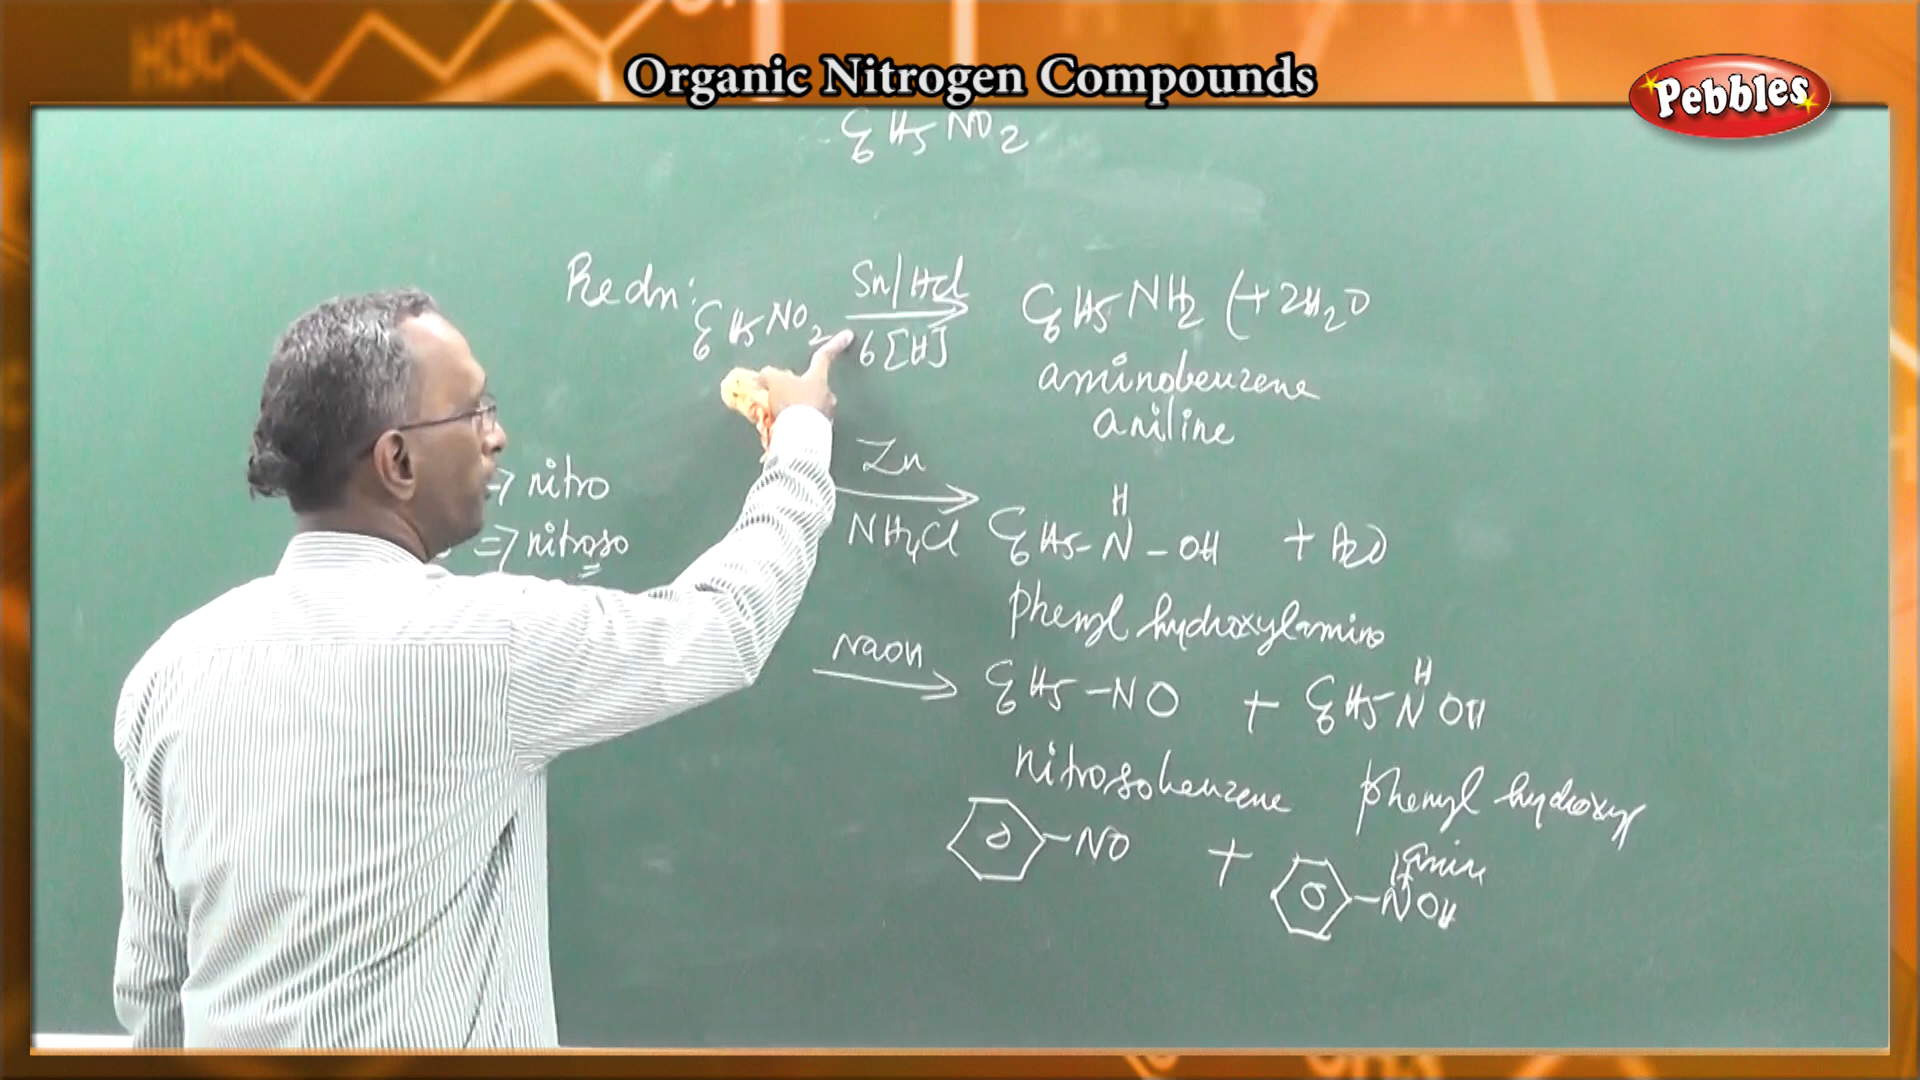 Organic Nitrogen Compounds
Pebbles
C6H5NO2
Redn: C6H5NO2 Sn/HCl 6[H] C6H5NH2 (+2H2O
aminobenzene
aniline
Zn NH4Cl C6H5-N-OH + H2O
H
=> nitro
=> nitroso
phenyl hydroxylamine
NaOH C6H5-NO + C6H5NOH
H
nitrosobenzene phenyl hydroxyl
amine
-NO + -NOH
H
H3C